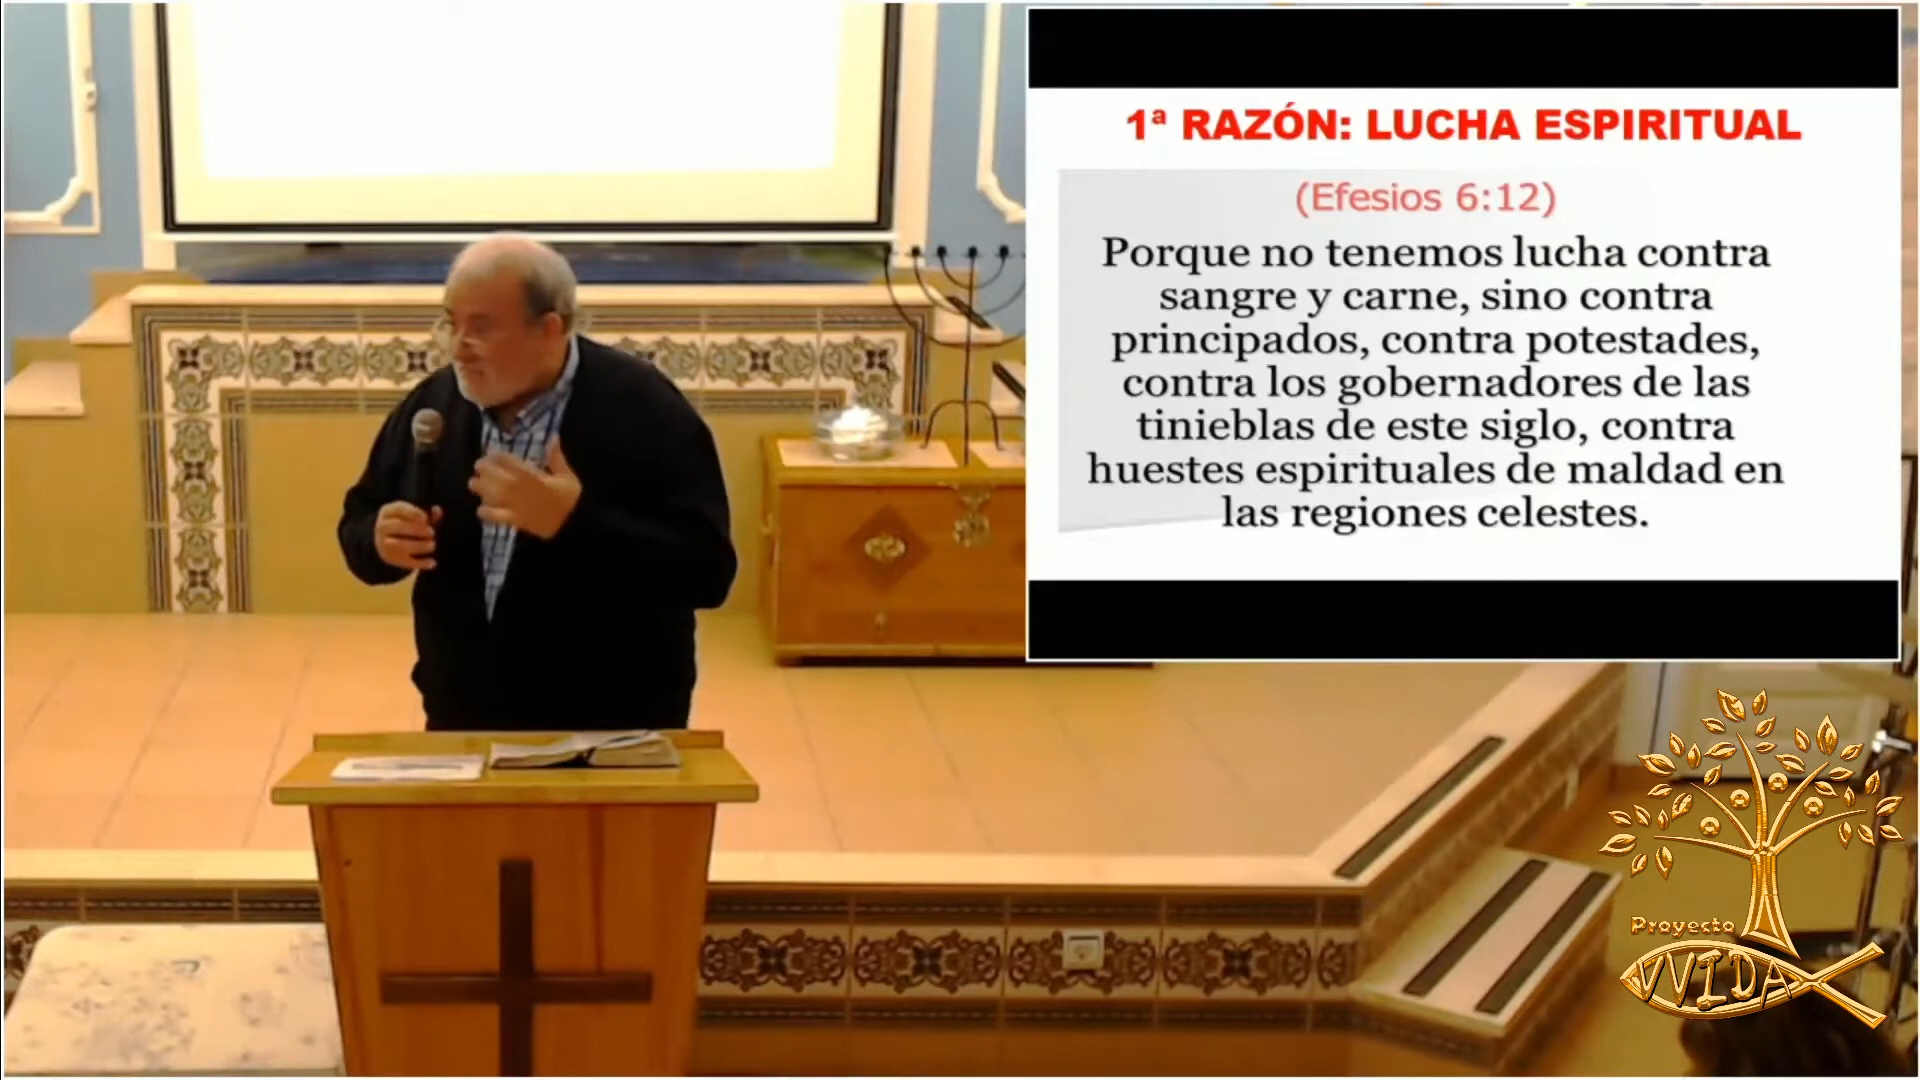 1ª RAZÓN: LUCHA ESPIRITUAL
(Efesios 6:12)
Porque no tenemos lucha contra
sangre y carne, sino contra
principados, contra potestades,
contra los gobernadores de las
tinieblas de este siglo, contra
huestes espirituales de maldad en
las regiones celestes.
Proyecto
VVIDA